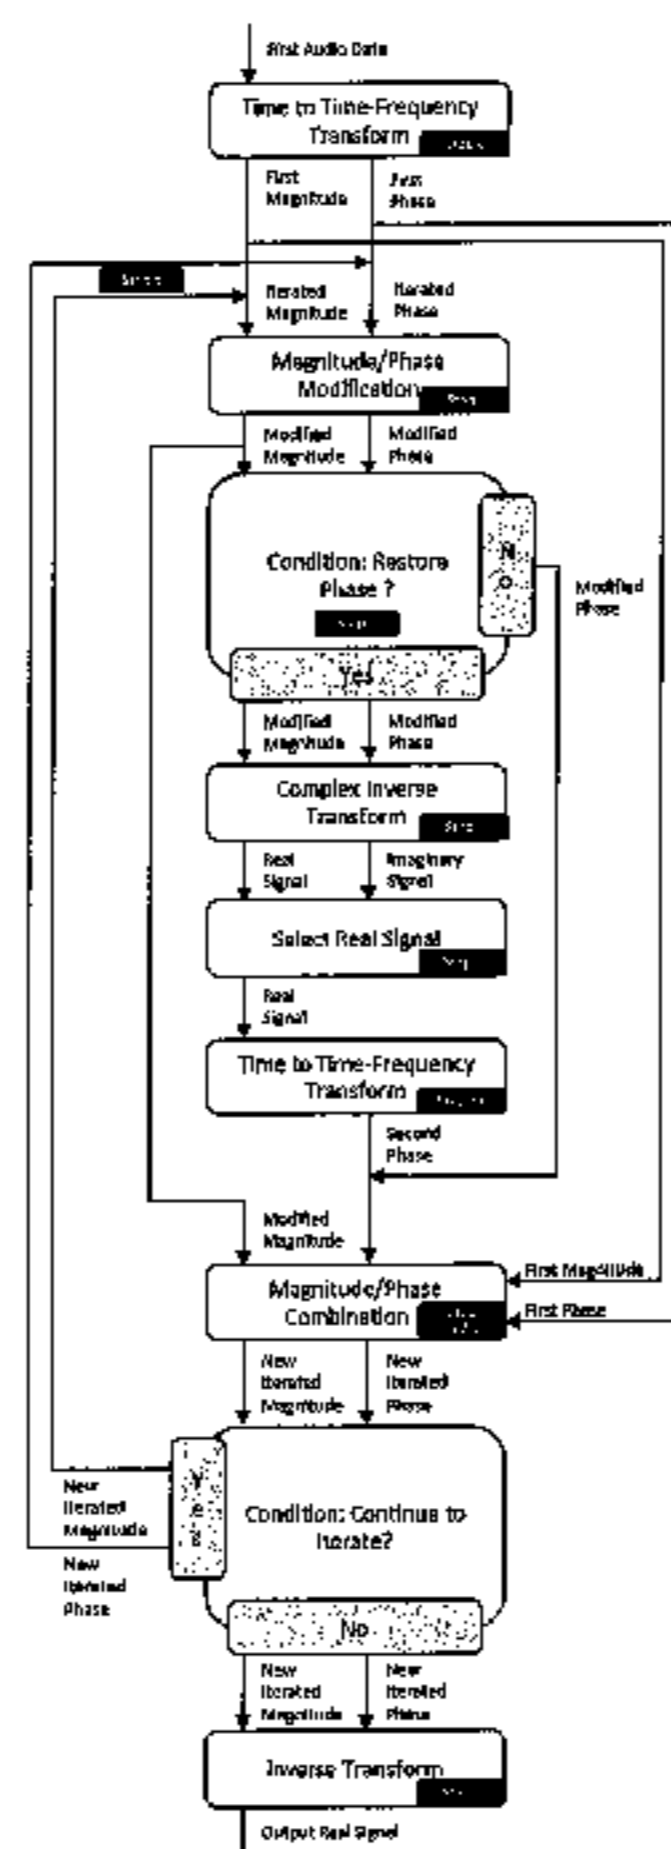 First Audio Data
Time to Time-Frequency
Transform
First
Magnitude
First
Phase
Iterated
Magnitude
Iterated
Phase
Magnitude/Phase
Modification
Modified
Magnitude
Modified
Phase
Condition: Restore
Phase ?
No
Modified
Phase
Yes
Modified
Magnitude
Modified
Phase
Complex Inverse
Transform
Real
Signal
Imaginary
Signal
Select Real Signal
Real
Signal
Time to Time-Frequency
Transform
Second
Phase
Modified
Magnitude
Magnitude/Phase
Combination
First Magnitude
First Phase
New
Iterated
Magnitude
New
Iterated
Phase
New
Iterated
Magnitude
New
Iterated
Phase
Condition: Continue to
Iterate?
No
New
Iterated
Magnitude
New
Iterated
Phase
Inverse Transform
Output Real Signal